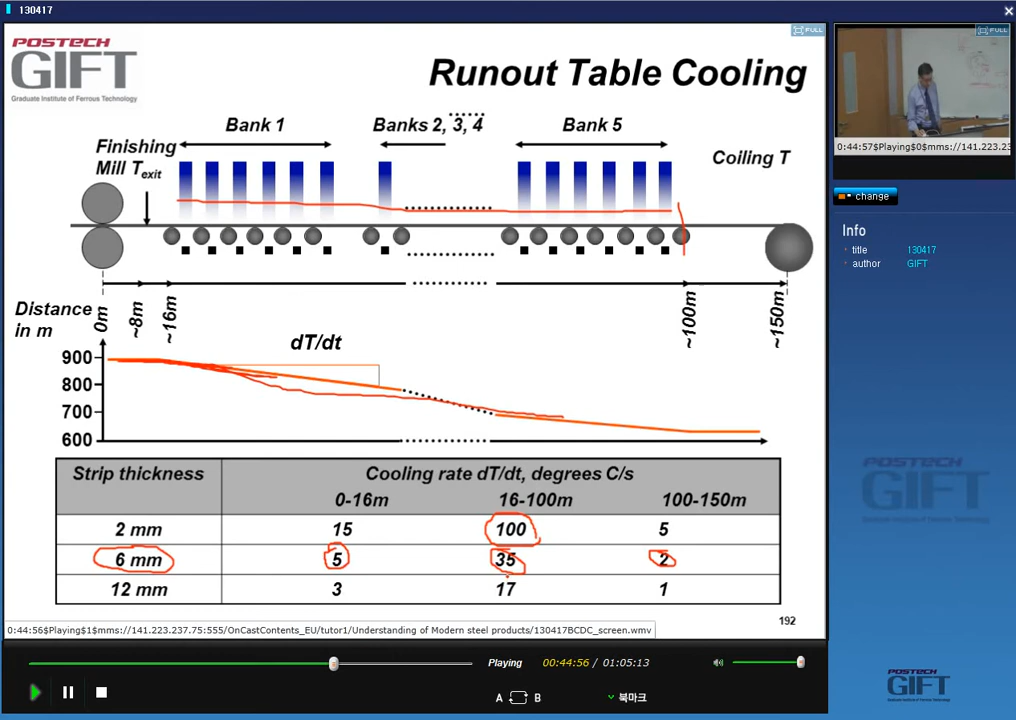 130417
POSTECH
GIFT
Graduate Institute of Ferrous Technology
FULL
Runout Table Cooling
Bank 1
Banks 2, 3, 4
Bank 5
Finishing
Mill Texit
Coiling T
Distance
in m
0m
~8m
~16m
~100m
~150m
dT/dt
900
800
700
600
Strip thickness
Cooling rate dT/dt, degrees C/s
0-16m 16-100m 100-150m
2 mm 15 100 5
6 mm 5 35 2
12 mm 3 17 1
192
0:44:56$Playing$1$mms://141.223.237.75:555/OnCastContents_EU/tutor1/Understanding of Modern steel products/130417BCDC_screen.wmv
Playing 00:44:56 / 01:05:13
A B 북마크
FULL
0:44:57$Playing$0$mms://141.223.23
change
Info
title 130417
author GIFT
POSTECH
GIFT
POSTECH
GIFT